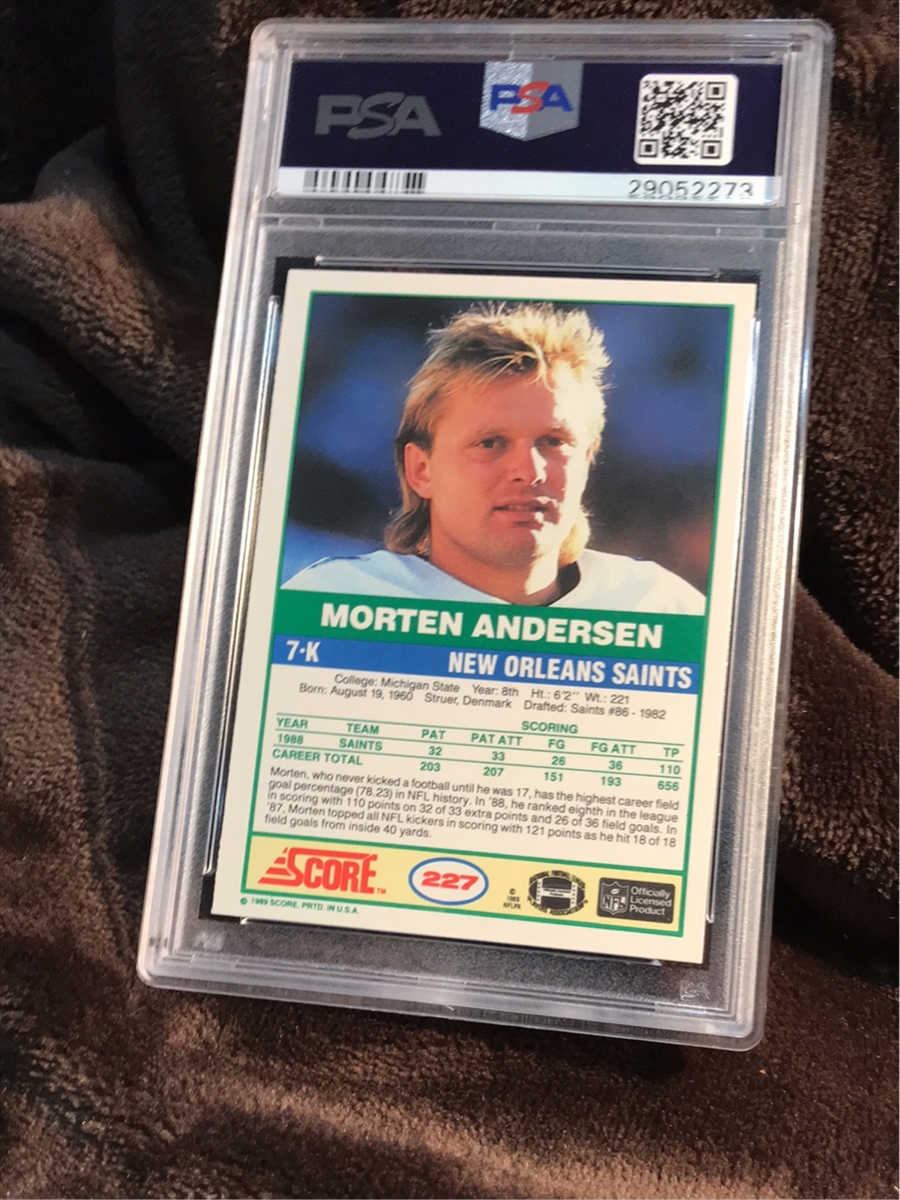 PSA
PSA
29052273
MORTEN ANDERSEN
7·K NEW ORLEANS SAINTS
College: Michigan State Year: 8th Ht.: 6'2'' Wt.: 221
Born: August 19, 1960 Struer, Denmark Drafted: Saints #86 - 1982
SCORING
YEAR TEAM PAT PAT ATT FG FG ATT TP
1988 SAINTS 32 33 26 36 110
CAREER TOTAL 203 207 151 193 656
Morten, who never kicked a football until he was 17, has the highest career field
goal percentage (78.23) in NFL history. In '88, he ranked eighth in the league
in scoring with 110 points on 32 of 33 extra points and 26 of 36 field goals. In
'87, Morten topped all NFL kickers in scoring with 121 points as he hit 18 of 18
field goals from inside 40 yards.
SCORE™
227
©
1989
NFLPA
NFL
Officially
Licensed
Product
© 1989 SCORE, PRTD. IN U.S.A.